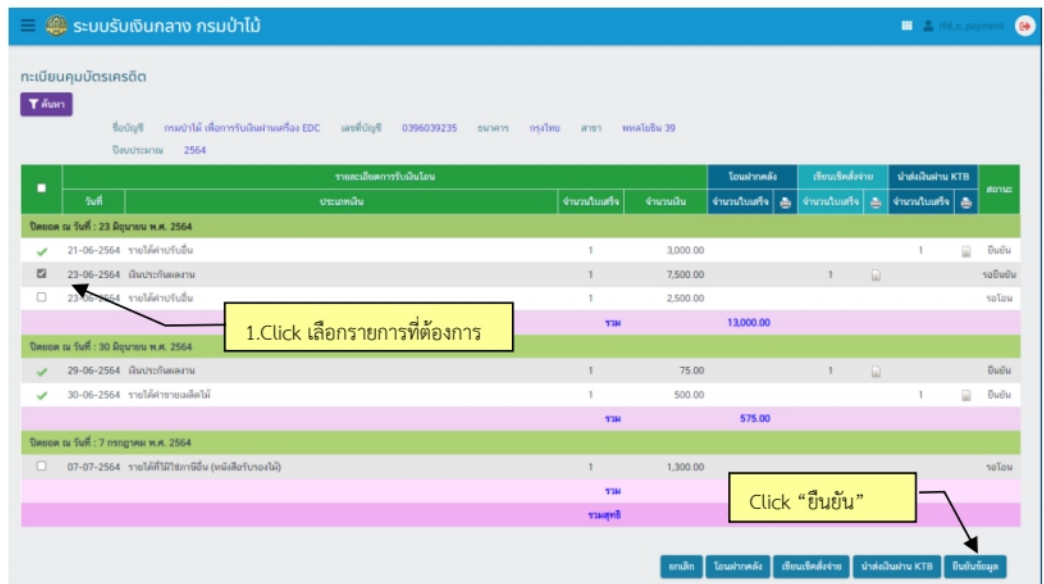 ระบบรับเงินกลาง กรมป่าไม้ rfd_e_payment
ทะเบียนคุมบัตรเครดิต
ค้นหา
ชื่อบัญชี กรมป่าไม้ เพื่อการรับเงินผ่านเครื่อง EDC เลขที่บัญชี 0396039235 ธนาคาร กรุงไทย สาขา พหลโยธิน 39
ปีงบประมาณ 2564
รายละเอียดการรับเงินโอน โอนฝากคลัง เขียนเช็คสั่งจ่าย นำส่งเงินผ่าน KTB สถานะ
วันที่ ประเภทเงิน จำนวนใบเสร็จ จำนวนเงิน จำนวนใบเสร็จ จำนวนใบเสร็จ จำนวนใบเสร็จ
ปิดยอด ณ วันที่ : 23 มิถุนายน พ.ศ. 2564
21-06-2564 รายได้ค่าปรับอื่น 1 3,000.00 1 ยืนยัน
23-06-2564 เงินประกันผลงาน 1 7,500.00 1 รอยืนยัน
23-06-2564 รายได้ค่าปรับอื่น 1 2,500.00 รอโอน
รวม 13,000.00
1.Click เลือกรายการที่ต้องการ
ปิดยอด ณ วันที่ : 30 มิถุนายน พ.ศ. 2564
29-06-2564 เงินประกันผลงาน 1 75.00 1 ยืนยัน
30-06-2564 รายได้ค่าขายเมล็ดไม้ 1 500.00 1 ยืนยัน
รวม 575.00
ปิดยอด ณ วันที่ : 7 กรกฎาคม พ.ศ. 2564
07-07-2564 รายได้ที่ไม่ใช่ภาษีอื่น (หนังสือรับรองไม้) 1 1,300.00 รอโอน
รวม
Click “ยืนยัน”
รวมสุทธิ
ยกเลิก โอนฝากคลัง เขียนเช็คสั่งจ่าย นำส่งเงินผ่าน KTB ยืนยันข้อมูล